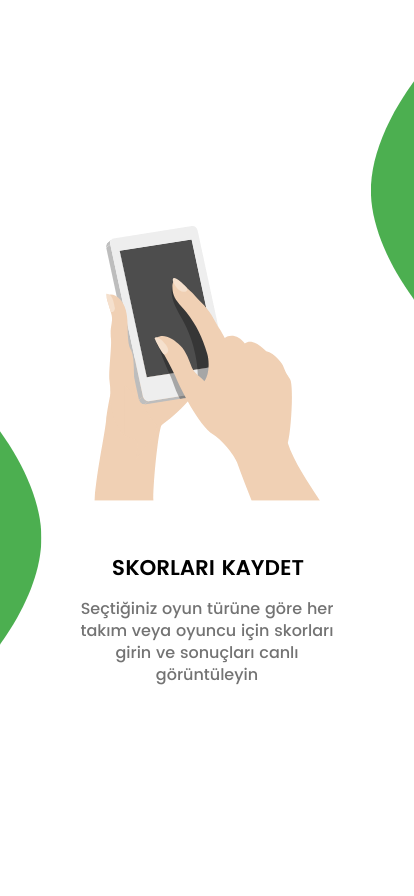 SKORLARI KAYDET
Seçtiğiniz oyun türüne göre her
takım veya oyuncu için skorları
girin ve sonuçları canlı
görüntüleyin